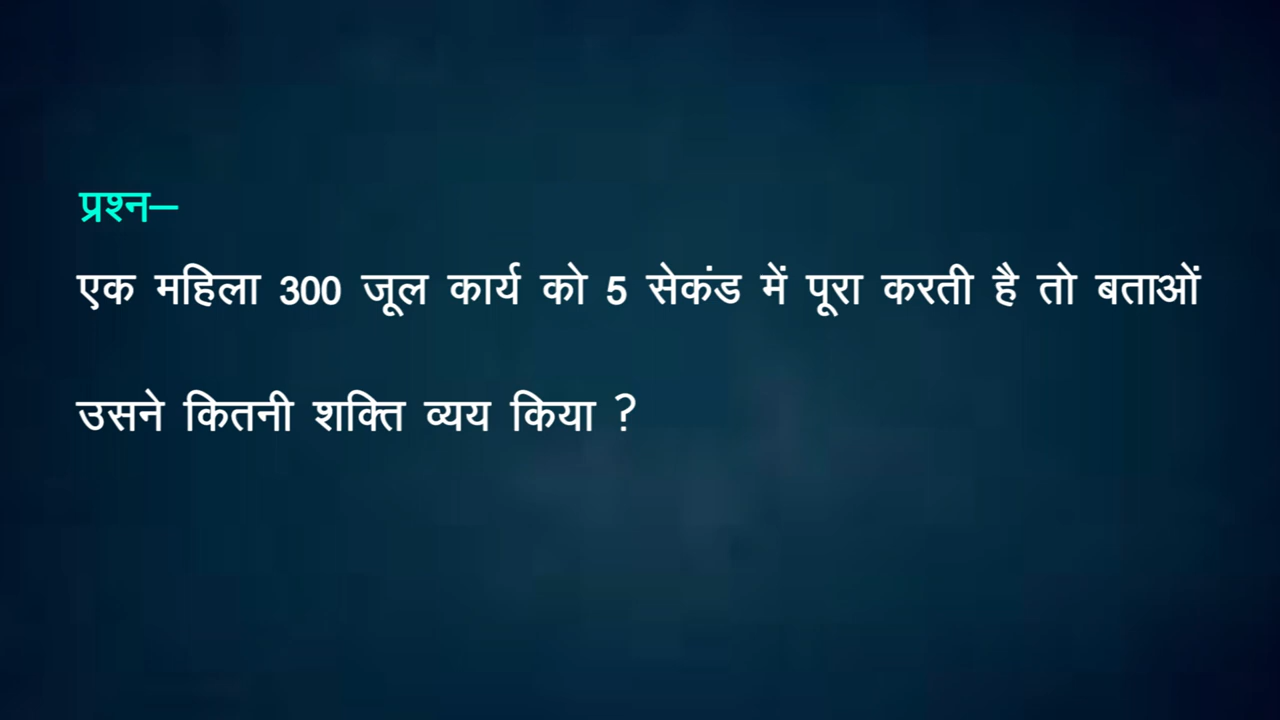 प्रश्न–
एक महिला 300 जूल कार्य को 5 सेकंड में पूरा करती है तो बताओं
उसने कितनी शक्ति व्यय किया ?